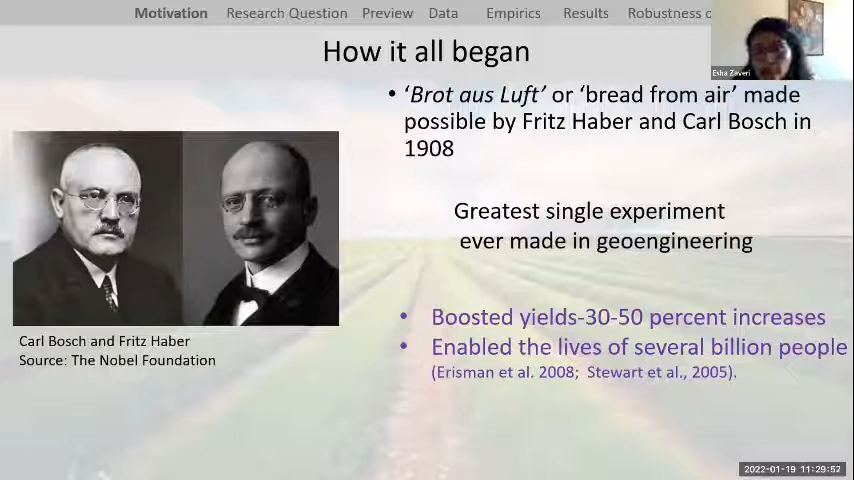 Motivation Research Question Preview Data Empirics Results Robustness
How it all began
Esha Zaveri
• ‘Brot aus Luft’ or ‘bread from air’ made
possible by Fritz Haber and Carl Bosch in
1908
Greatest single experiment
ever made in geoengineering
• Boosted yields-30-50 percent increases
• Enabled the lives of several billion people
(Erisman et al. 2008; Stewart et al., 2005).
Carl Bosch and Fritz Haber
Source: The Nobel Foundation
2022-01-19 11:29:52